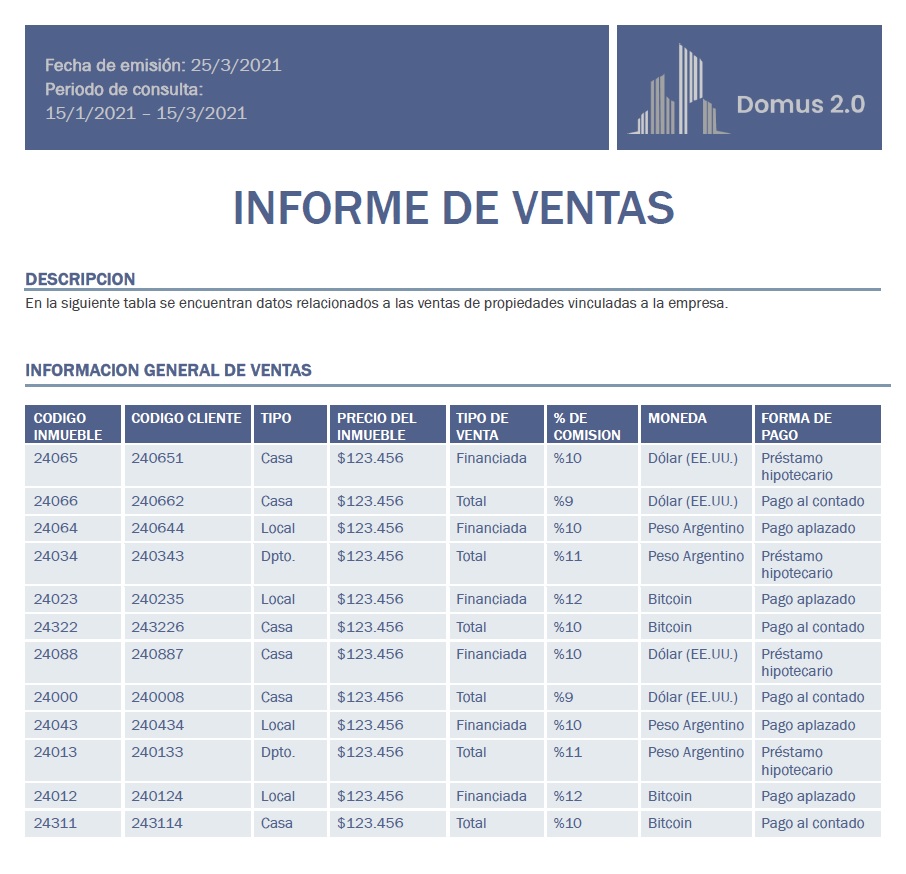 Fecha de emisión: 25/3/2021
Periodo de consulta:
15/1/2021 – 15/3/2021
Domus 2.0
INFORME DE VENTAS
DESCRIPCION
En la siguiente tabla se encuentran datos relacionados a las ventas de propiedades vinculadas a la empresa.
INFORMACION GENERAL DE VENTAS
CODIGO INMUEBLE CODIGO CLIENTE TIPO PRECIO DEL INMUEBLE TIPO DE VENTA % DE COMISION MONEDA FORMA DE PAGO
24065 240651 Casa $123.456 Financiada %10 Dólar (EE.UU.) Préstamo hipotecario
24066 240662 Casa $123.456 Total %9 Dólar (EE.UU.) Pago al contado
24064 240644 Local $123.456 Financiada %10 Peso Argentino Pago aplazado
24034 240343 Dpto. $123.456 Total %11 Peso Argentino Préstamo hipotecario
24023 240235 Local $123.456 Financiada %12 Bitcoin Pago aplazado
24322 243226 Casa $123.456 Total %10 Bitcoin Pago al contado
24088 240887 Casa $123.456 Financiada %10 Dólar (EE.UU.) Préstamo hipotecario
24000 240008 Casa $123.456 Total %9 Dólar (EE.UU.) Pago al contado
24043 240434 Local $123.456 Financiada %10 Peso Argentino Pago aplazado
24013 240133 Dpto. $123.456 Total %11 Peso Argentino Préstamo hipotecario
24012 240124 Local $123.456 Financiada %12 Bitcoin Pago aplazado
24311 243114 Casa $123.456 Total %10 Bitcoin Pago al contado